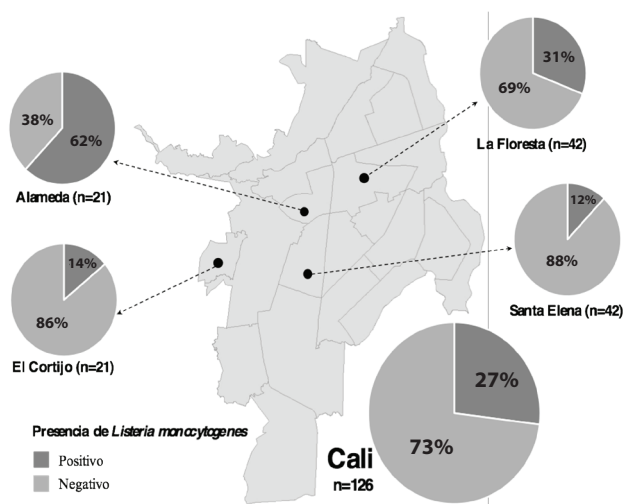 31%
69%
La Floresta (n=42)
38%
62%
Alameda (n=21)
12%
88%
Santa Elena (n=42)
14%
86%
El Cortijo (n=21)
27%
73%
Cali
n=126
Presencia de Listeria monocytogenes
Positivo
Negativo